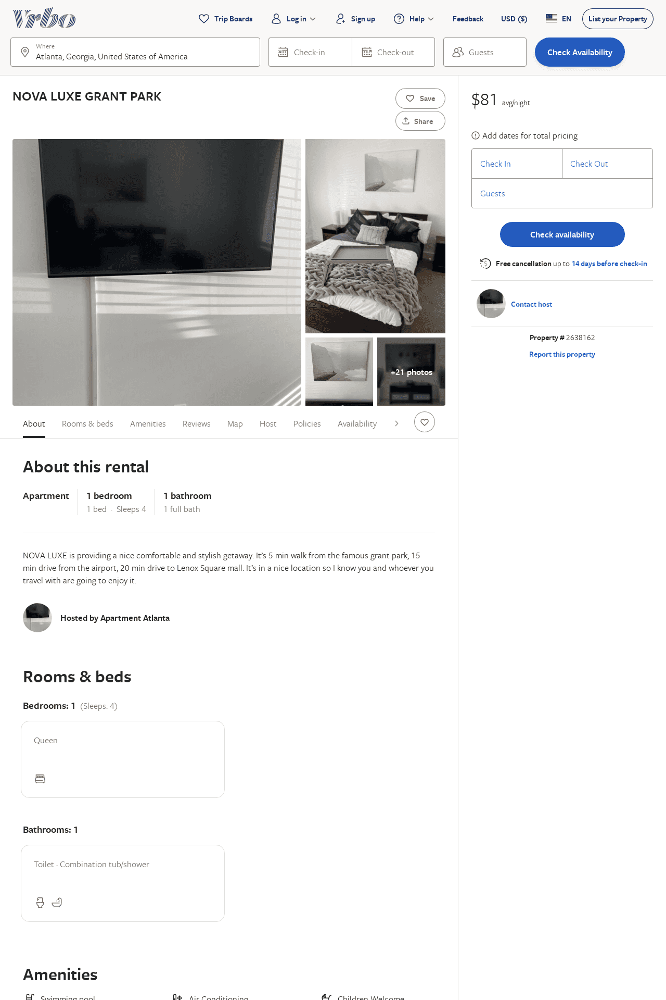 Vrbo
Trip Boards
Log in
Sign up
Help
Feedback
USD ($)
EN
List your Property
Where
Atlanta, Georgia, United States of America
Check-in
Check-out
Guests
Check Availability
NOVA LUXE GRANT PARK
Save
Share
VIZIO
+21 photos
$81 avg/night
Add dates for total pricing
Check In
Check Out
Guests
Check availability
Free cancellation up to 14 days before check-in
Contact host
Property # 2638162
Report this property
About
Rooms & beds
Amenities
Reviews
Map
Host
Policies
Availability
About this rental
Apartment
1 bedroom
1 bed · Sleeps 4
1 bathroom
1 full bath
NOVA LUXE is providing a nice comfortable and stylish getaway. It’s 5 min walk from the famous grant park, 15
min drive from the airport, 20 min drive to Lenox Square mall. It’s in a nice location so I know you and whoever you
travel with are going to enjoy it.
Hosted by Apartment Atlanta
Rooms & beds
Bedrooms: 1 (Sleeps: 4)
Queen
Bathrooms: 1
Toilet · Combination tub/shower
Amenities
Swimming pool
Air Conditioning
Children Welcome